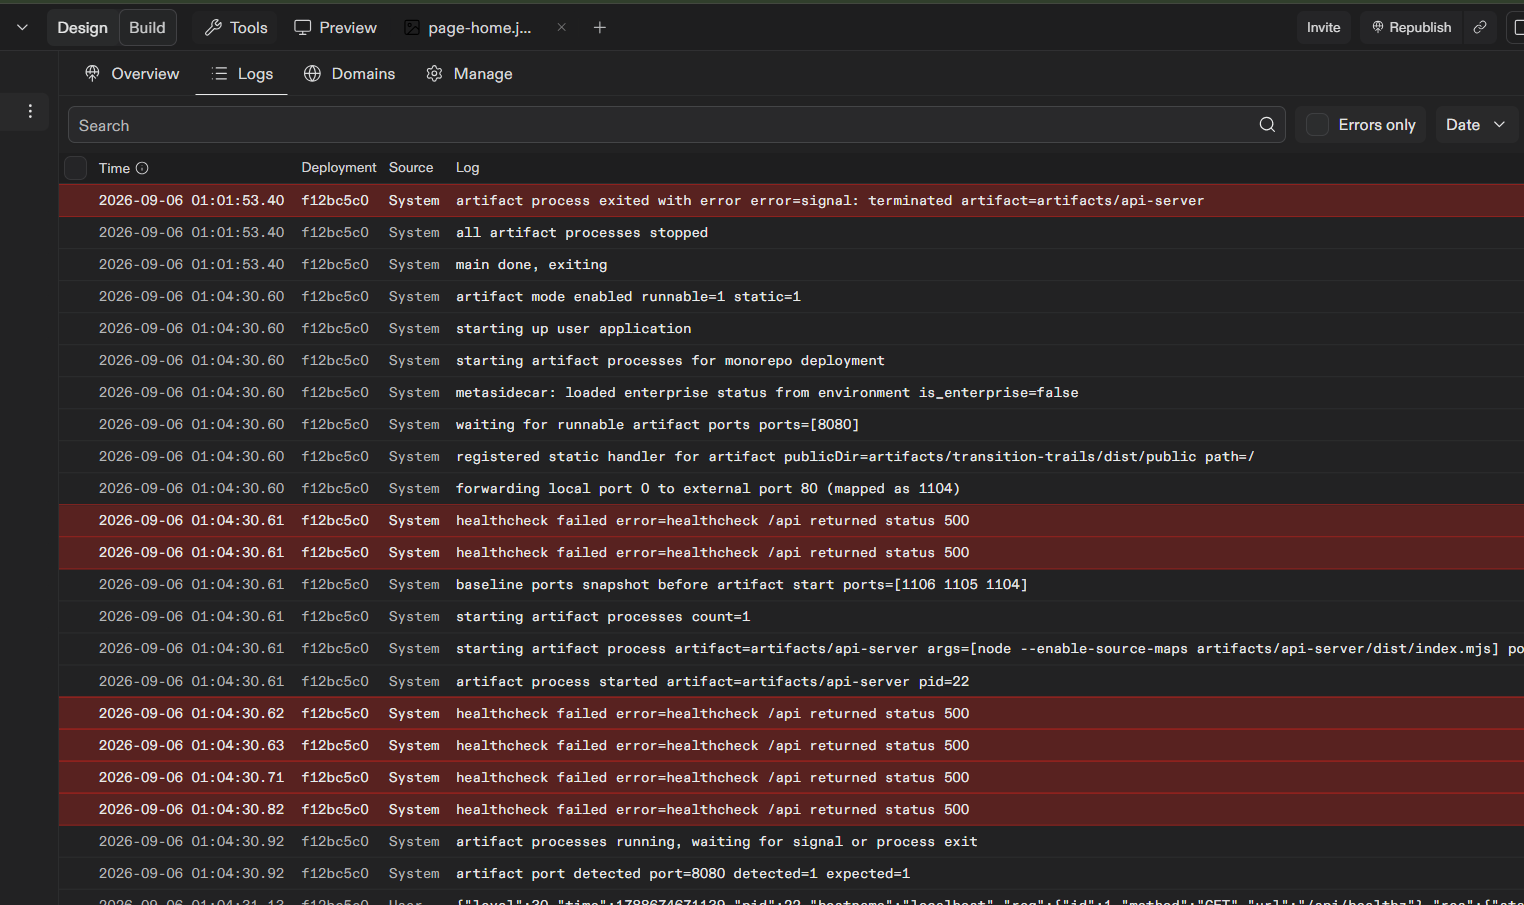 Design Build Tools Preview page-home.j... Invite Republish
Overview Logs Domains Manage
Search Errors only Date
Time Deployment Source Log
2026-09-06 01:01:53.40 f12bc5c0 System artifact process exited with error error=signal: terminated artifact=artifacts/api-server
2026-09-06 01:01:53.40 f12bc5c0 System all artifact processes stopped
2026-09-06 01:01:53.40 f12bc5c0 System main done, exiting
2026-09-06 01:04:30.60 f12bc5c0 System artifact mode enabled runnable=1 static=1
2026-09-06 01:04:30.60 f12bc5c0 System starting up user application
2026-09-06 01:04:30.60 f12bc5c0 System starting artifact processes for monorepo deployment
2026-09-06 01:04:30.60 f12bc5c0 System metasidecar: loaded enterprise status from environment is_enterprise=false
2026-09-06 01:04:30.60 f12bc5c0 System waiting for runnable artifact ports ports=[8080]
2026-09-06 01:04:30.60 f12bc5c0 System registered static handler for artifact publicDir=artifacts/transition-trails/dist/public path=/
2026-09-06 01:04:30.60 f12bc5c0 System forwarding local port 0 to external port 80 (mapped as 1104)
2026-09-06 01:04:30.61 f12bc5c0 System healthcheck failed error=healthcheck /api returned status 500
2026-09-06 01:04:30.61 f12bc5c0 System healthcheck failed error=healthcheck /api returned status 500
2026-09-06 01:04:30.61 f12bc5c0 System baseline ports snapshot before artifact start ports=[1106 1105 1104]
2026-09-06 01:04:30.61 f12bc5c0 System starting artifact processes count=1
2026-09-06 01:04:30.61 f12bc5c0 System starting artifact process artifact=artifacts/api-server args=[node --enable-source-maps artifacts/api-server/dist/index.mjs] po
2026-09-06 01:04:30.61 f12bc5c0 System artifact process started artifact=artifacts/api-server pid=22
2026-09-06 01:04:30.62 f12bc5c0 System healthcheck failed error=healthcheck /api returned status 500
2026-09-06 01:04:30.63 f12bc5c0 System healthcheck failed error=healthcheck /api returned status 500
2026-09-06 01:04:30.71 f12bc5c0 System healthcheck failed error=healthcheck /api returned status 500
2026-09-06 01:04:30.82 f12bc5c0 System healthcheck failed error=healthcheck /api returned status 500
2026-09-06 01:04:30.92 f12bc5c0 System artifact processes running, waiting for signal or process exit
2026-09-06 01:04:30.92 f12bc5c0 System artifact port detected port=8080 detected=1 expected=1